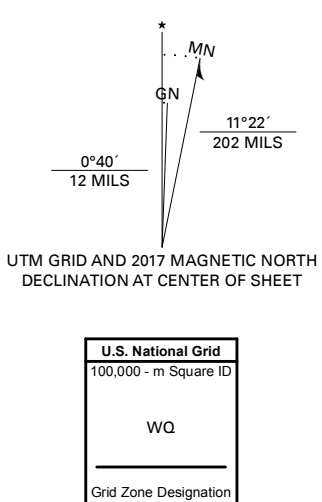 ★
MN
GN
11°22´
202 MILS
0°40´
12 MILS
UTM GRID AND 2017 MAGNETIC NORTH
DECLINATION AT CENTER OF SHEET
U.S. National Grid
100,000 - m Square ID
WQ
Grid Zone Designation